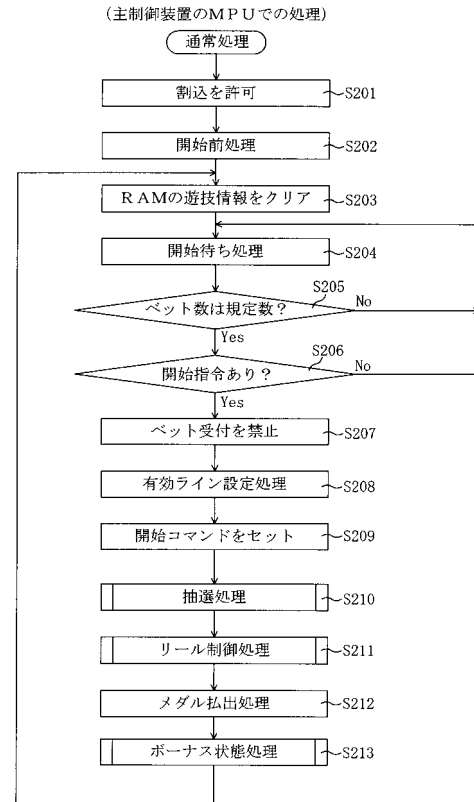 (主制御装置のMPUでの処理)
通常処理
割込を許可 S201
開始前処理 S202
RAMの遊技情報をクリア S203
開始待ち処理 S204
ベット数は規定数? S205 No
Yes
開始指令あり? S206 No
Yes
ベット受付を禁止 S207
有効ライン設定処理 S208
開始コマンドをセット S209
抽選処理 S210
リール制御処理 S211
メダル払出処理 S212
ボーナス状態処理 S213